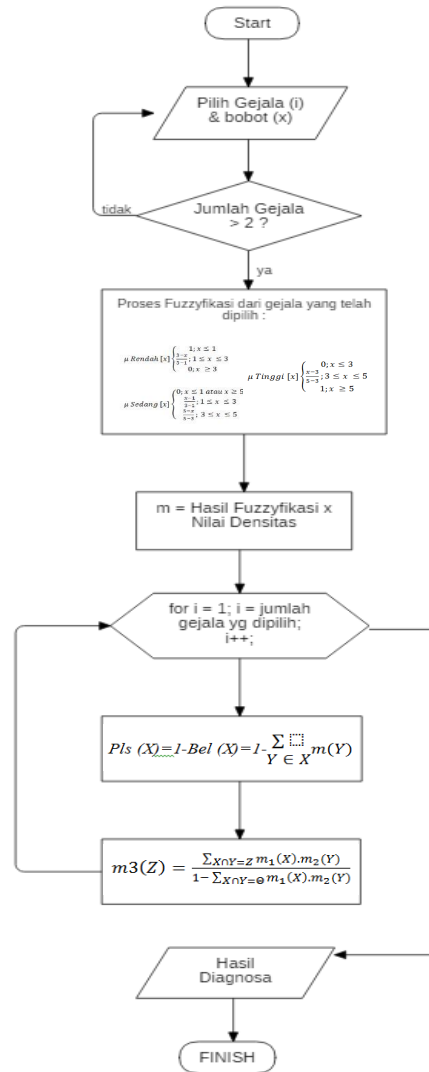 Start
Pilih Gejala (i)
& bobot (x)
tidak
Jumlah Gejala
> 2 ?
ya
Proses Fuzzyfikasi dari gejala yang telah
dipilih :
μ Rendah [x] { 1; x ≤ 1
3−x/3−1; 1 ≤ x ≤ 3
0; x ≥ 3
μ Tinggi [x] { 0; x ≤ 3
x−3/5−3; 3 ≤ x ≤ 5
1; x ≥ 5
μ Sedang [x] { 0; x ≤ 1 atau x ≥ 5
x−1/3−1; 1 ≤ x ≤ 3
5−x/5−3; 3 ≤ x ≤ 5
m = Hasil Fuzzyfikasi x
Nilai Densitas
for i = 1; i = jumlah
gejala yg dipilih;
i++;
Pls (X)=1-Bel (X)=1- Σ Y ∈ X m(Y)
m3(Z) = Σ X∩Y=Z m₁(X).m₂(Y) / 1− Σ X∩Y=Θ m₁(X).m₂(Y)
Hasil
Diagnosa
FINISH